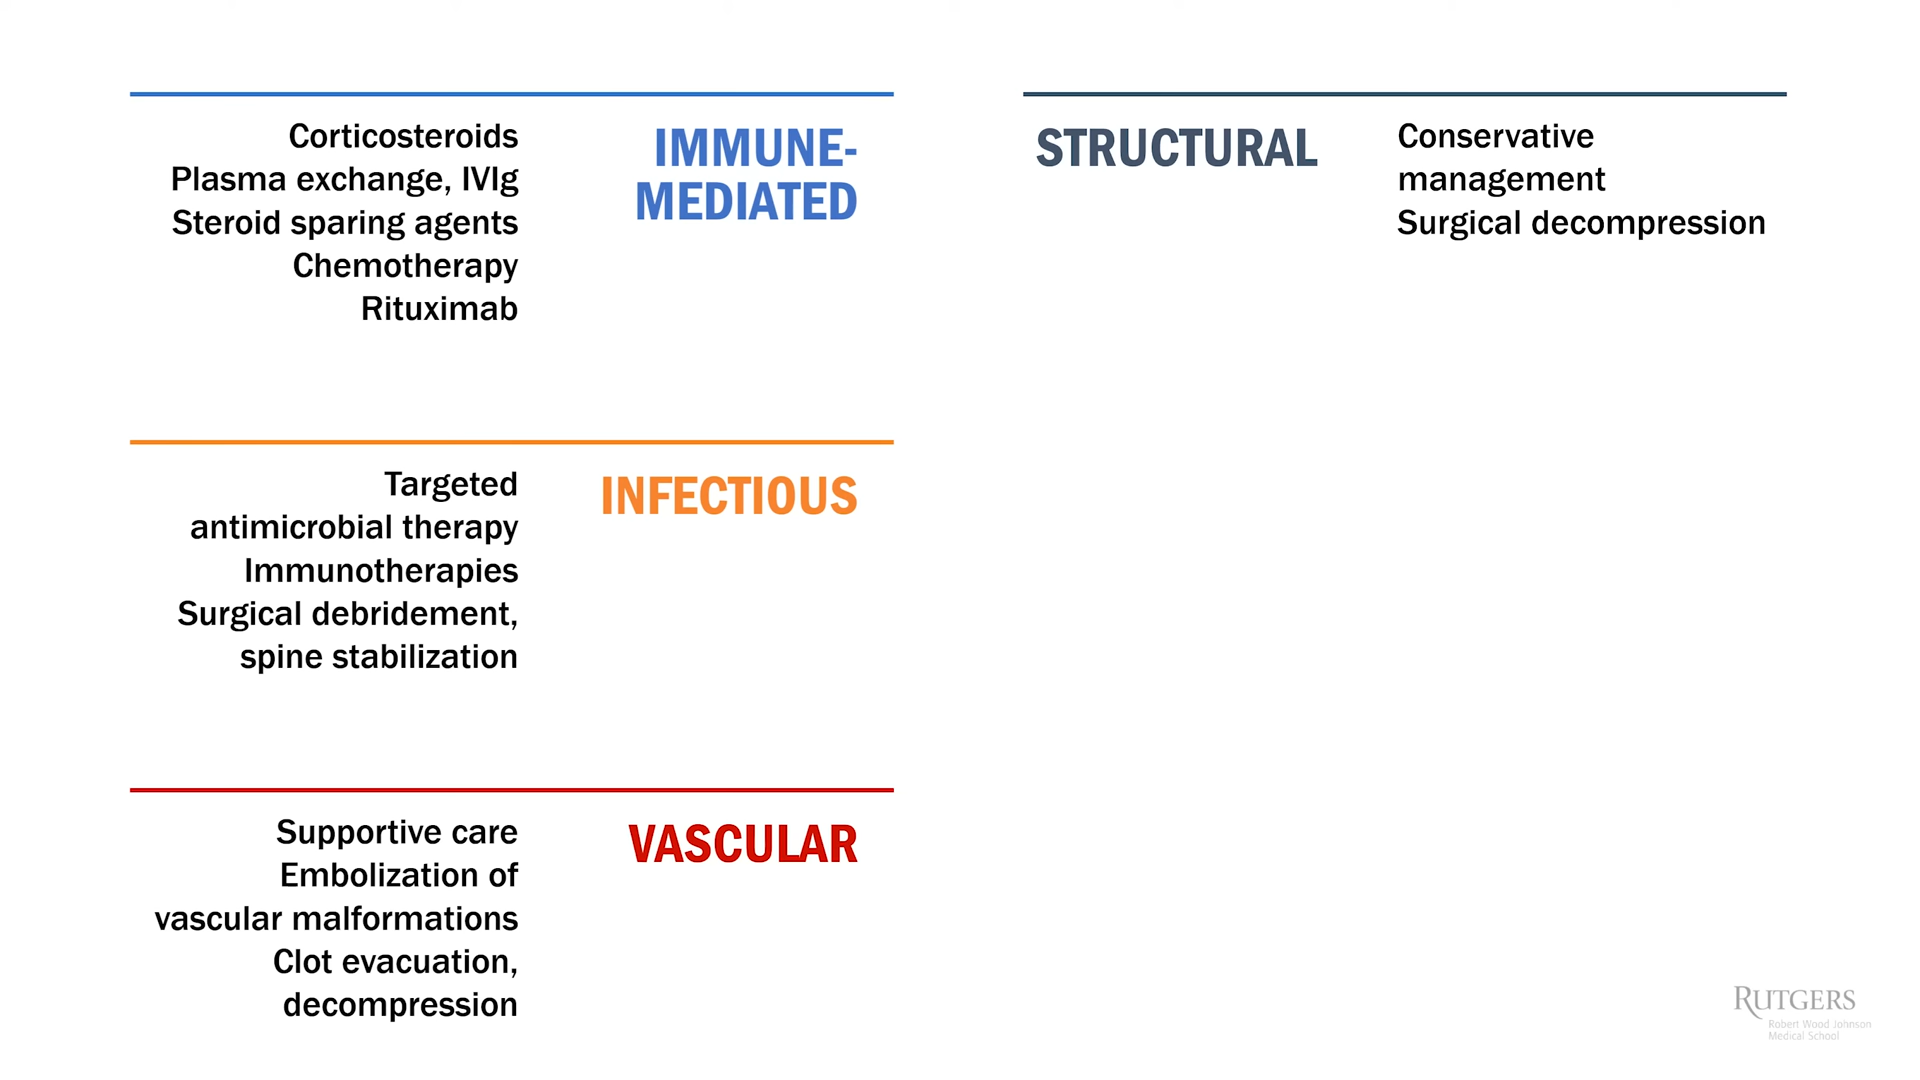 Corticosteroids
Plasma exchange, IVIg
Steroid sparing agents
Chemotherapy
Rituximab
IMMUNE-
MEDIATED
Targeted
antimicrobial therapy
Immunotherapies
Surgical debridement,
spine stabilization
INFECTIOUS
Supportive care
Embolization of
vascular malformations
Clot evacuation,
decompression
VASCULAR
STRUCTURAL
Conservative
management
Surgical decompression
RUTGERS
Robert Wood Johnson
Medical School